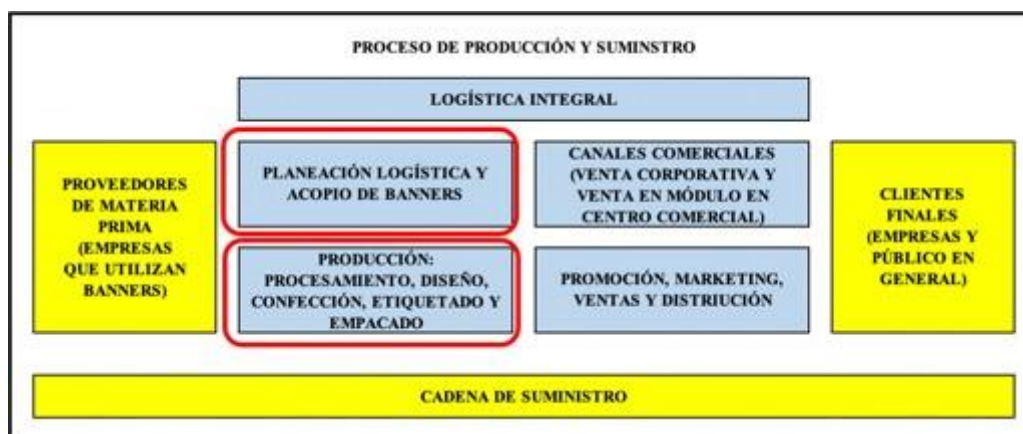 PROCESO DE PRODUCCIÓN Y SUMINSTRO
LOGÍSTICA INTEGRAL
PROVEEDORES
DE MATERIA
PRIMA
(EMPRESAS
QUE UTILIZAN
BANNERS)
PLANEACIÓN LOGÍSTICA Y
ACOPIO DE BANNERS
CANALES COMERCIALES
(VENTA CORPORATIVA Y
VENTA EN MÓDULO EN
CENTRO COMERCIAL)
PRODUCCIÓN:
PROCESAMIENTO, DISEÑO,
CONFECCIÓN, ETIQUETADO Y
EMPACADO
PROMOCIÓN, MARKETING,
VENTAS Y DISTRIUCIÓN
CLIENTES
FINALES
(EMPRESAS Y
PÚBLICO EN
GENERAL)
CADENA DE SUMINISTRO